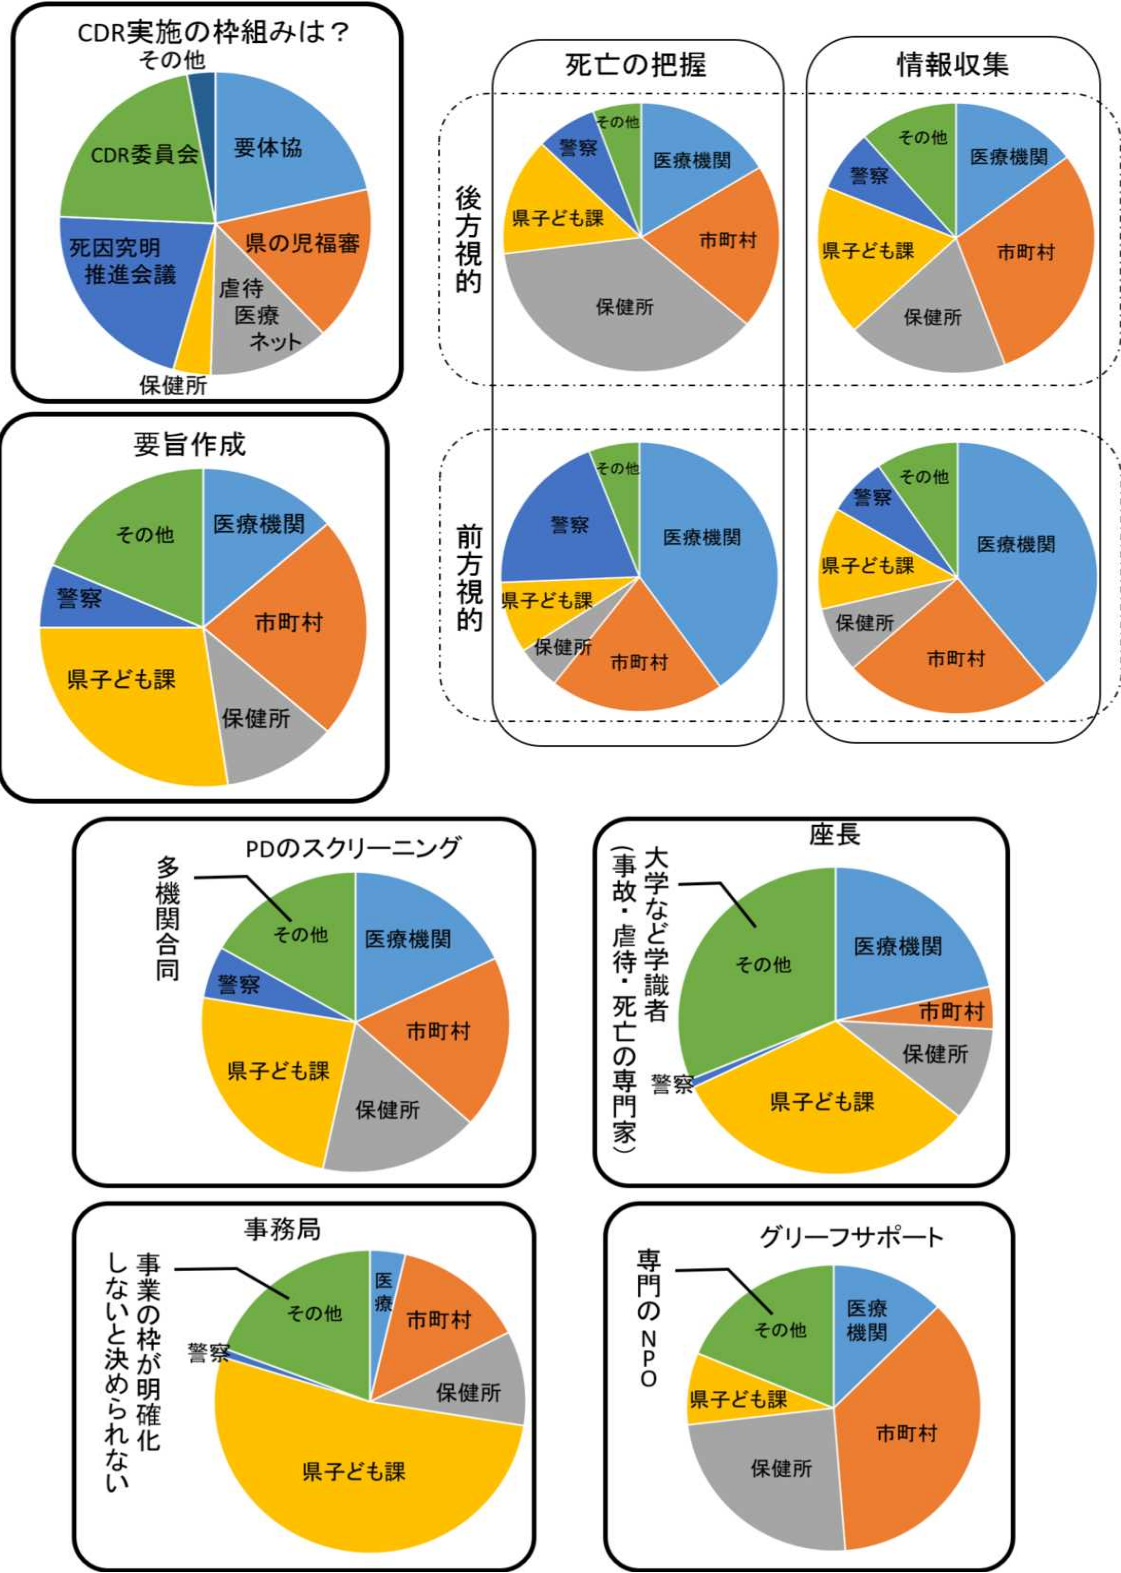 CDR実施の枠組みは？
その他
要体協
CDR委員会
県の児福審
死因究明
推進会議
虐待
医療
ネット
保健所
死亡の把握
情報収集
後方視的
その他
医療機関
警察
県子ども課
市町村
保健所
その他
医療機関
警察
県子ども課
市町村
保健所
前方視的
その他
警察
医療機関
県子ども課
保健所
市町村
その他
警察
医療機関
県子ども課
保健所
市町村
要旨作成
医療機関
その他
警察
市町村
県子ども課
保健所
PDのスクリーニング
多機関合同
その他
医療機関
警察
市町村
県子ども課
保健所
座長
大学など学識者
(事故・虐待・死亡の専門家)
その他
医療機関
市町村
保健所
警察
県子ども課
事務局
事業の枠が明確化
しないと決められない
医
療
その他
市町村
警察
保健所
県子ども課
グリーフサポート
専門のNPO
医療
機関
その他
県子ども課
市町村
保健所